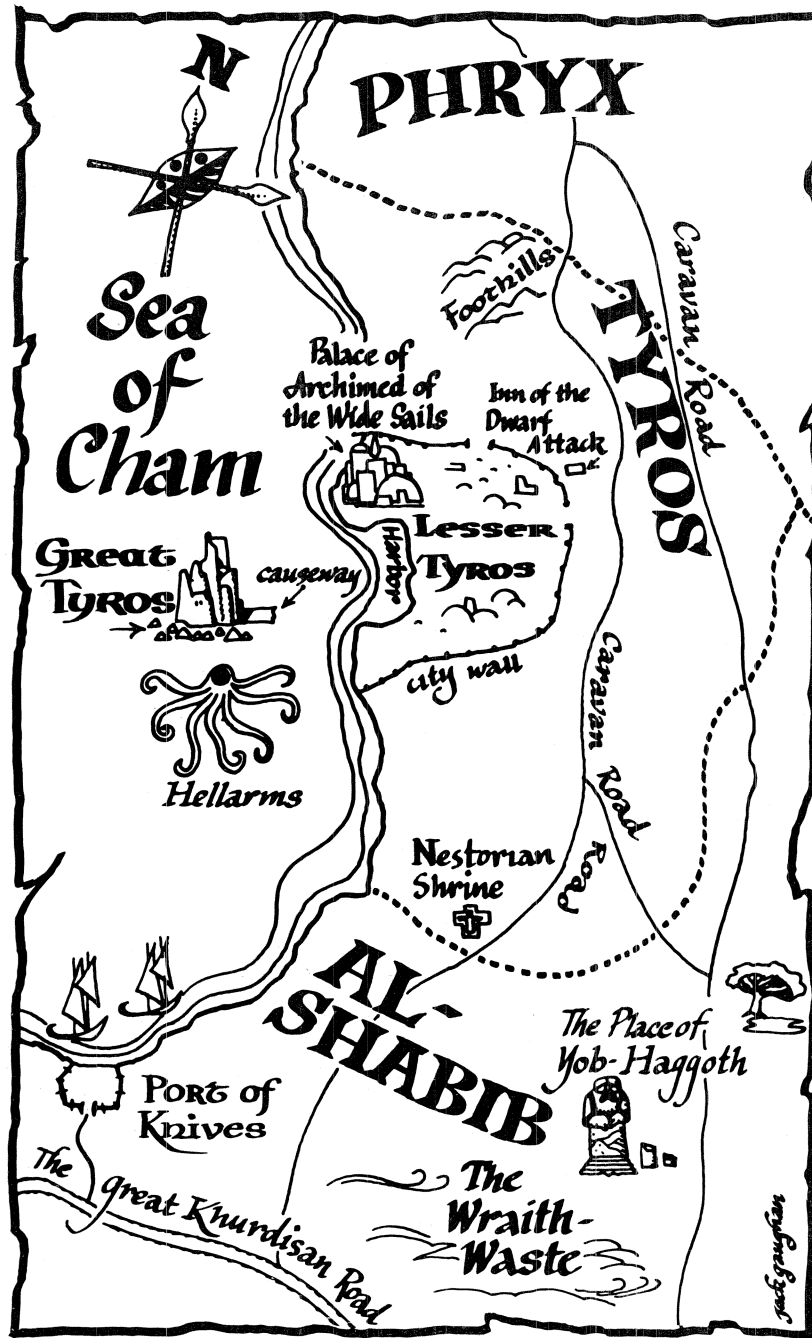 N
PHRYX
Sea
of
Cham
Foothills
Caravan Road
TYROS
Palace of
Archimed of
the Wide Sails
Inn of the
Dwarf
Attack
Great
Tyros
causeway
Harbor
Lesser
Tyros
city wall
Hellarms
Caravan Road
Road
Nestorian
Shrine
AL-
SHABIB
The Place of
Yob-Haggoth
Port of
Knives
The Great Khurdisan Road
The
Wraith-
Waste
Jack Gaughan